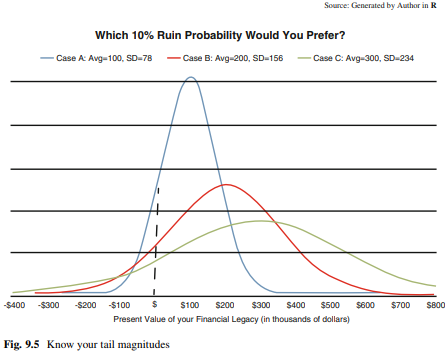 Source: Generated by Author in R
Which 10% Ruin Probability Would You Prefer?
Case A: Avg=100, SD=78 Case B: Avg=200, SD=156 Case C: Avg=300, SD=234
-$400 -$300 -$200 -$100 $ $100 $200 $300 $400 $500 $600 $700 $800
Present Value of your Financial Legacy (in thousands of dollars)
Fig. 9.5 Know your tail magnitudes